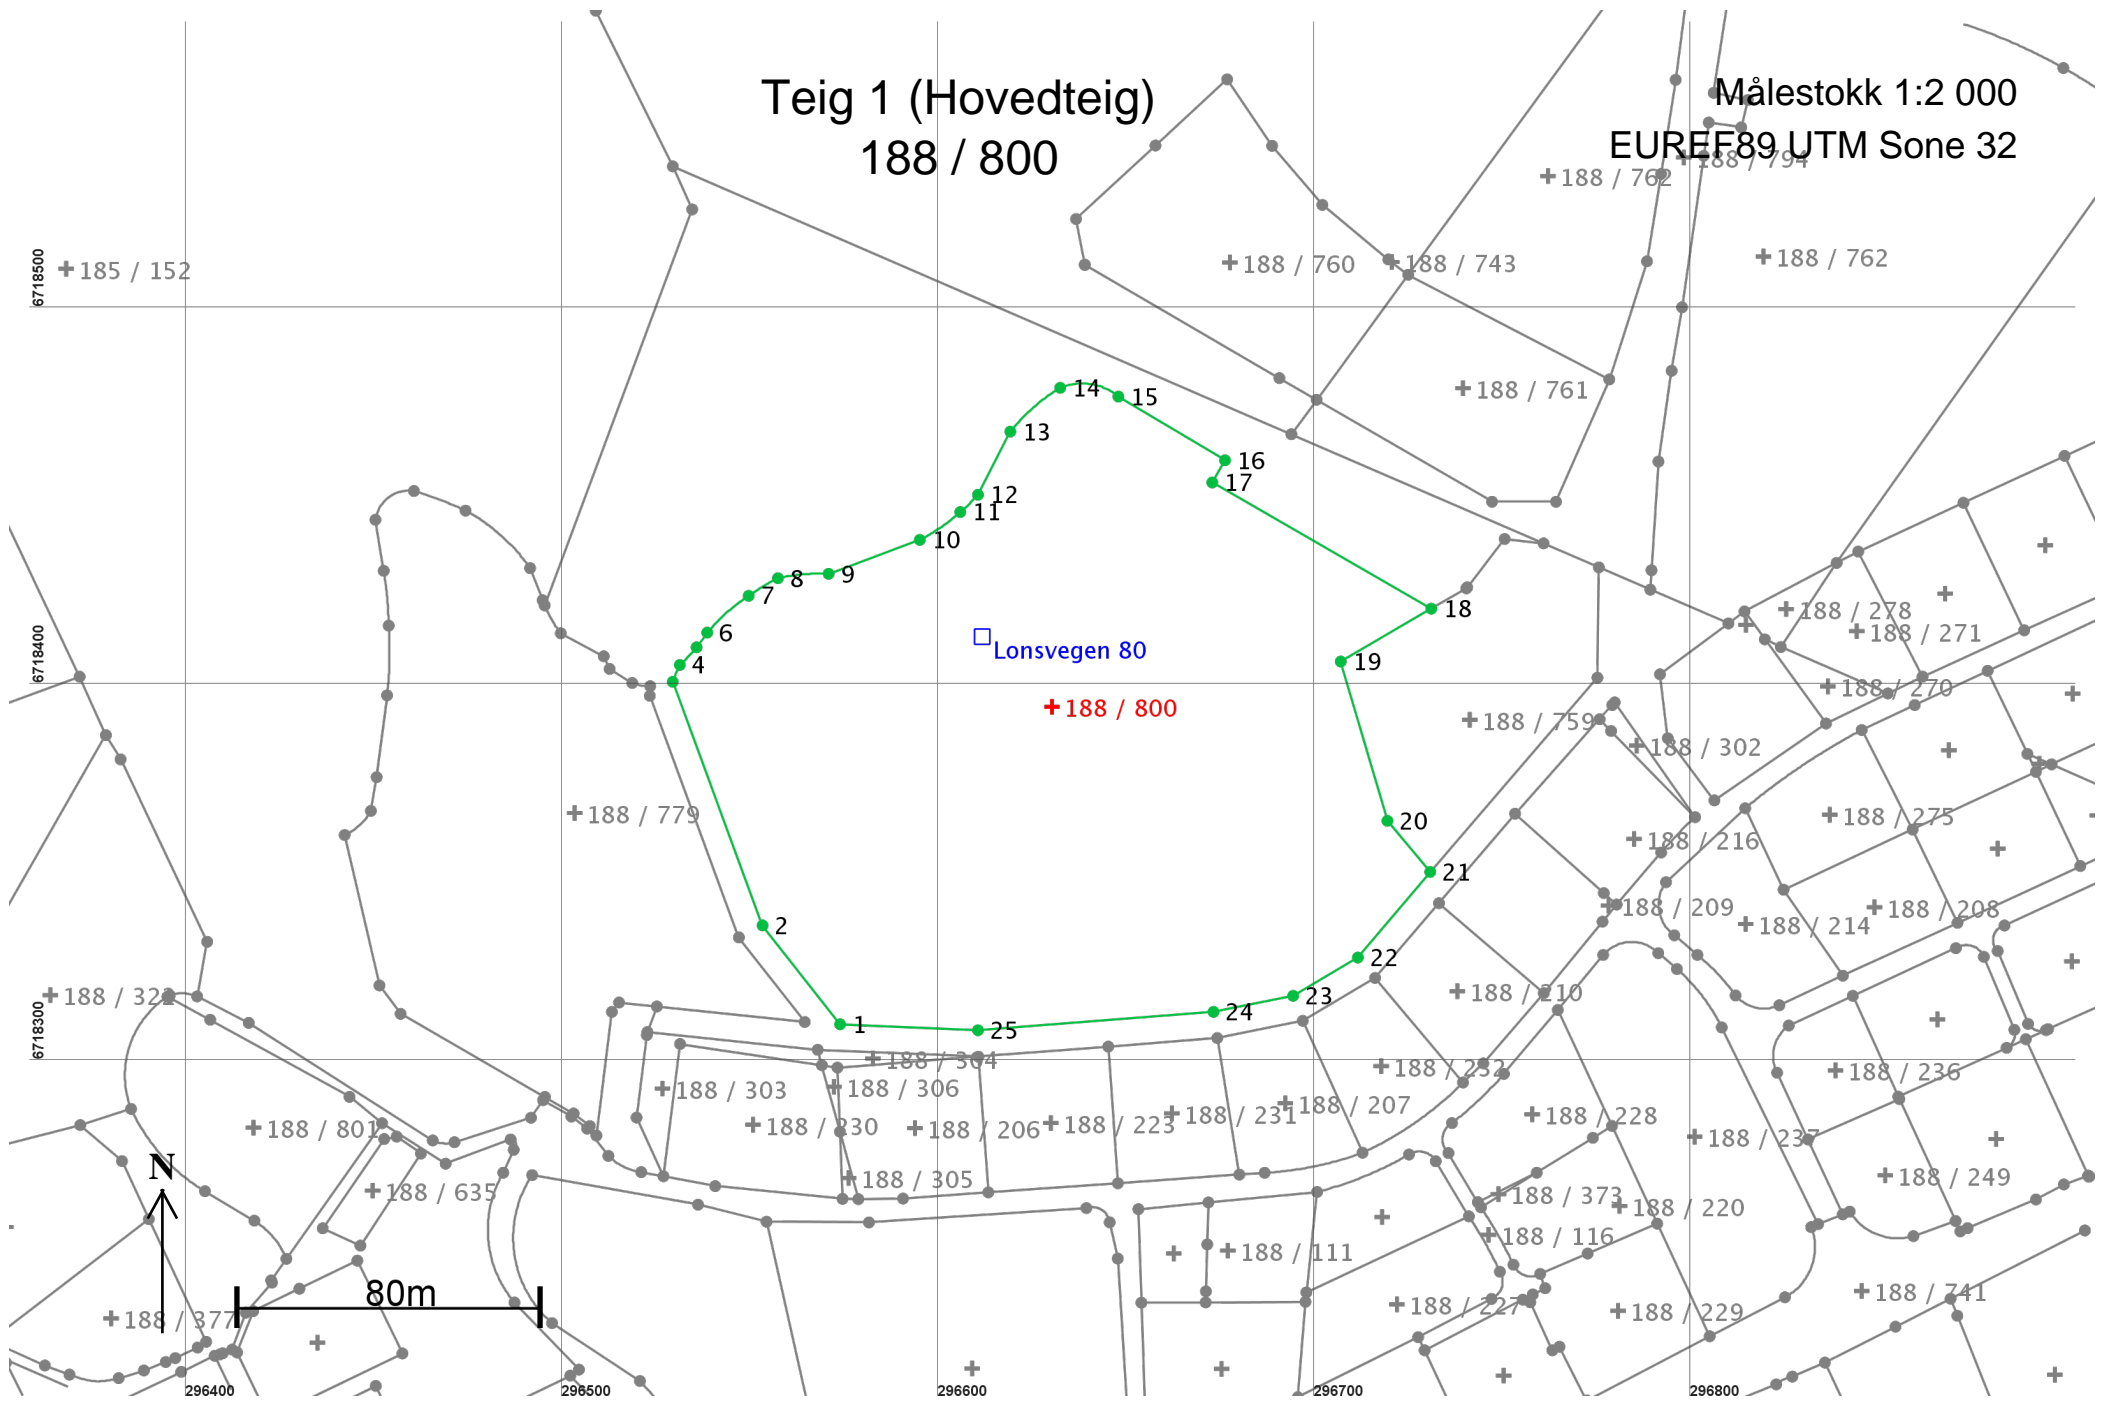 Teig 1 (Hovedteig)
188 / 800
Målestokk 1:2 000
EUREF89 UTM Sone 32
188 / 794
188 / 762
188 / 760
188 / 743
188 / 762
185 / 152
6718500
188 / 761
14
15
13
16
17
12
11
10
9
8
7
6
4
18
19
Lonsvegen 80
188 / 800
6718400
188 / 278
188 / 271
188 / 270
188 / 759
188 / 302
188 / 779
20
188 / 216
188 / 275
21
188 / 209
188 / 208
188 / 214
2
22
23
24
25
1
188 / 210
6718300
188 / 304
188 / 232
188 / 236
188 / 303
188 / 306
188 / 207
188 / 231
188 / 228
188 / 223
188 / 230
188 / 206
188 / 801
188 / 237
N
188 / 305
188 / 249
188 / 635
188 / 373
188 / 220
188 / 116
188 / 111
80m
188 / 741
188 / 227
188 / 229
188 / 377
296400
296500
296600
296700
296800